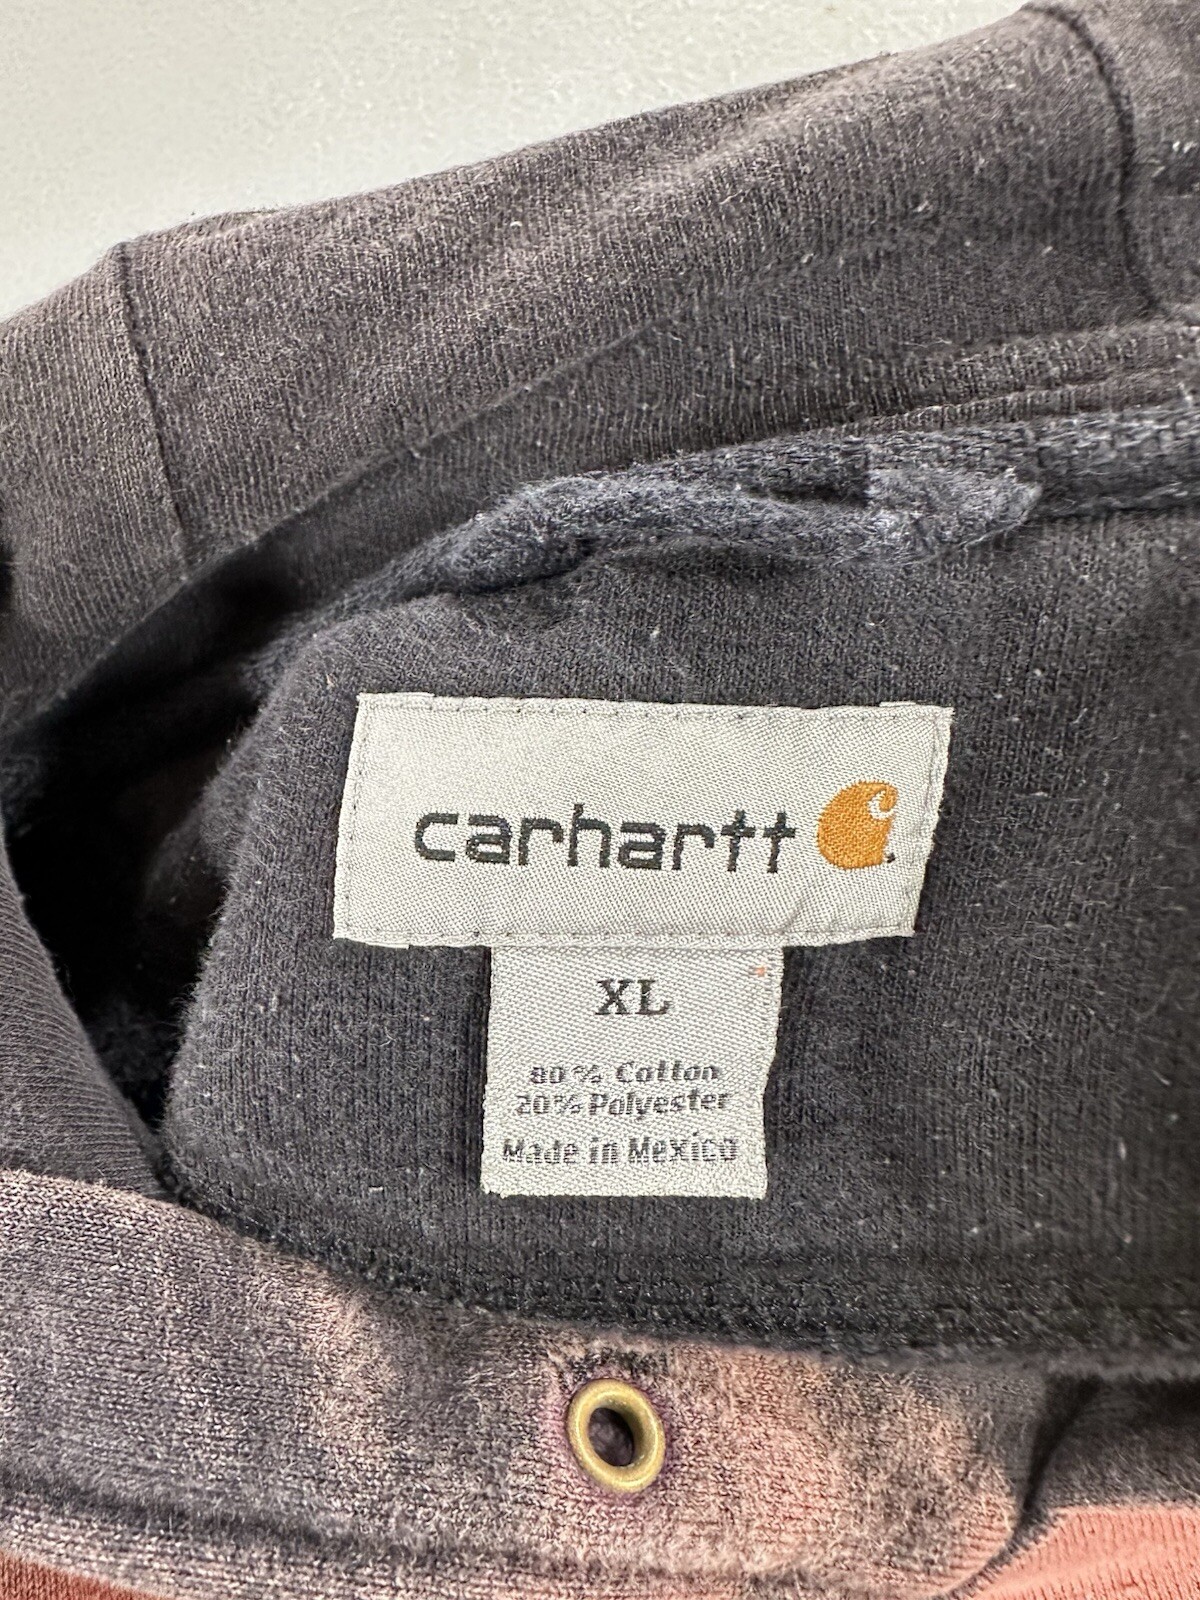 carhartt
XL
80% Cotton
20% Polyester
Made in Mexico